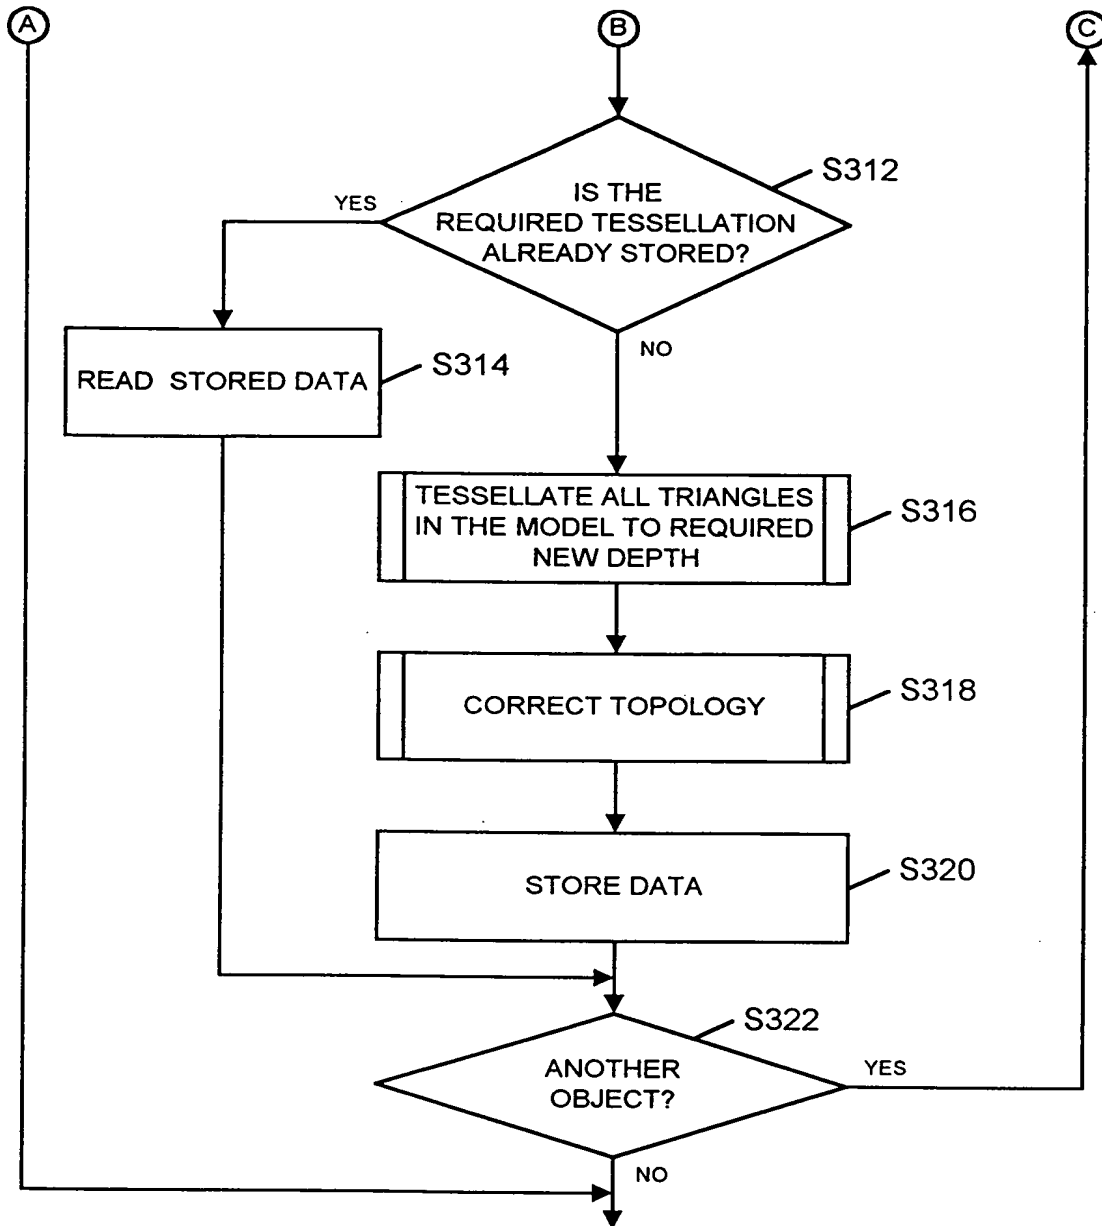 A
B
C
S312
IS THE
REQUIRED TESSELLATION
ALREADY STORED?
YES
NO
READ STORED DATA
S314
TESSELLATE ALL TRIANGLES
IN THE MODEL TO REQUIRED
NEW DEPTH
S316
CORRECT TOPOLOGY
S318
STORE DATA
S320
S322
ANOTHER
OBJECT?
YES
NO